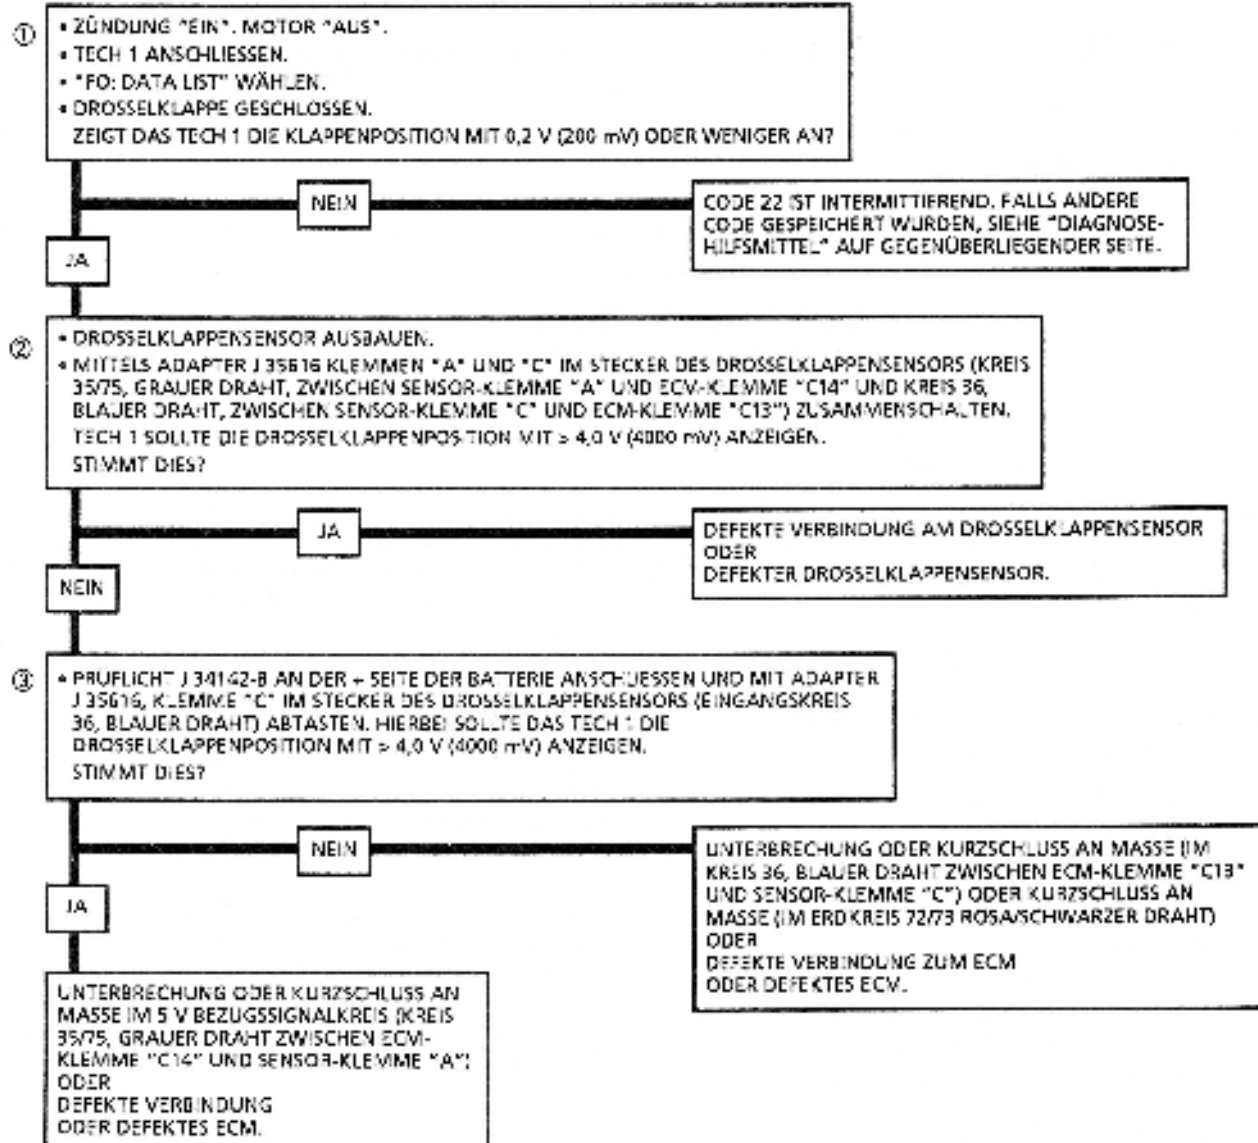 ①
• ZÜNDUNG "EIN". MOTOR "AUS".
• TECH 1 ANSCHLIESSEN.
• "FO: DATA LIST" WÄHLEN.
• DROSSELKLAPPE GESCHLOSSEN.
ZEIGT DAS TECH 1 DIE KLAPPENPOSITION MIT 0,2 V (200 mV) ODER WENIGER AN?
NEIN
CODE 22 IST INTERMITTIEREND. FALLS ANDERE
CODE GESPEICHERT WURDEN, SIEHE "DIAGNOSE-
HILFSMITTEL" AUF GEGENÜBERLIEGENDER SEITE.
JA
②
• DROSSELKLAPPENSENSOR AUSBAUEN.
• MITTELS ADAPTER J 35616 KLEMMEN "A" UND "C" IM STECKER DES DROSSELKLAPPENSENSORS (KREIS
35/75, GRAUER DRAHT, ZWISCHEN SENSOR-KLEMME "A" UND ECM-KLEMME "C14" UND KREIS 36,
BLAUER DRAHT, ZWISCHEN SENSOR-KLEMME "C" UND ECM-KLEMME "C13") ZUSAMMENSCHALTEN.
TECH 1 SOLLTE DIE DROSSELKLAPPENPOSITION MIT > 4,0 V (4000 mV) ANZEIGEN.
STIMMT DIES?
JA
DEFEKTE VERBINDUNG AM DROSSELKLAPPENSENSOR
ODER
DEFEKTER DROSSELKLAPPENSENSOR.
NEIN
③
• PRÜFLICHT J 34142-B AN DER + SEITE DER BATTERIE ANSCHLIESSEN UND MIT ADAPTER
J 35616, KLEMME "C" IM STECKER DES DROSSELKLAPPENSENSORS (EINGANGSKREIS
36, BLAUER DRAHT) ABTASTEN. HIERBEI SOLLTE DAS TECH 1 DIE
DROSSELKLAPPENPOSITION MIT > 4,0 V (4000 mV) ANZEIGEN.
STIMMT DIES?
NEIN
UNTERBRECHUNG ODER KURZSCHLUSS AN MASSE (IM
KREIS 36, BLAUER DRAHT ZWISCHEN ECM-KLEMME "C13"
UND SENSOR-KLEMME "C") ODER KURZSCHLUSS AN
MASSE (IM ERDKREIS 72/73 ROSA/SCHWARZER DRAHT)
ODER
DEFEKTE VERBINDUNG ZUM ECM
ODER DEFEKTES ECM.
JA
UNTERBRECHUNG ODER KURZSCHLUSS AN
MASSE IM 5 V BEZUGSSIGNALKREIS (KREIS
35/75, GRAUER DRAHT ZWISCHEN ECM-
KLEMME "C14" UND SENSOR-KLEMME "A")
ODER
DEFEKTE VERBINDUNG
ODER DEFEKTES ECM.